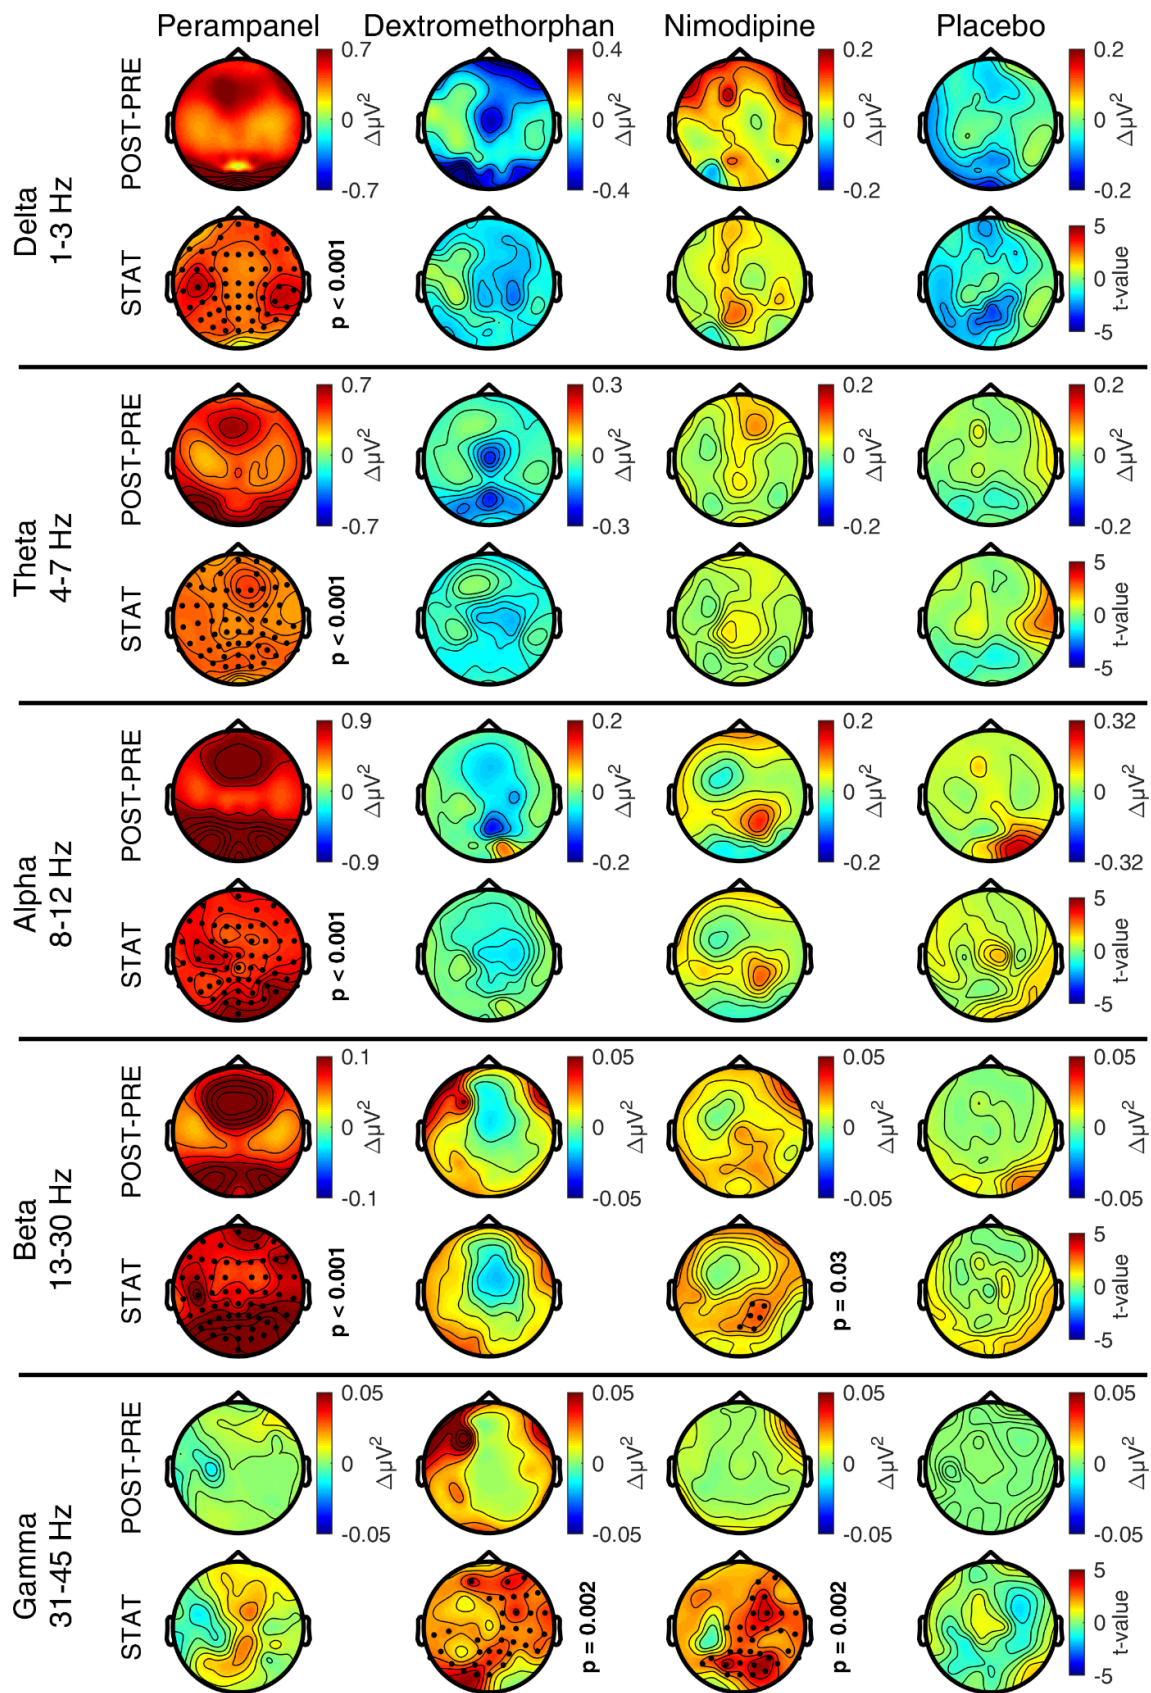 Perampanel Dextromethorphan Nimodipine Placebo
Delta
1-3 Hz
POST-PRE
0.7
0
-0.7
ΔμV²
0.4
0
-0.4
ΔμV²
0.2
0
-0.2
ΔμV²
0.2
0
-0.2
ΔμV²
STAT
p < 0.001
5
0
-5
t-value
Theta
4-7 Hz
POST-PRE
0.7
0
-0.7
ΔμV²
0.3
0
-0.3
ΔμV²
0.2
0
-0.2
ΔμV²
0.2
0
-0.2
ΔμV²
STAT
p < 0.001
5
0
-5
t-value
Alpha
8-12 Hz
POST-PRE
0.9
0
-0.9
ΔμV²
0.2
0
-0.2
ΔμV²
0.2
0
-0.2
ΔμV²
0.32
0
-0.32
ΔμV²
STAT
p < 0.001
5
0
-5
t-value
Beta
13-30 Hz
POST-PRE
0.1
0
-0.1
ΔμV²
0.05
0
-0.05
ΔμV²
0.05
0
-0.05
ΔμV²
0.05
0
-0.05
ΔμV²
STAT
p < 0.001
p = 0.03
5
0
-5
t-value
Gamma
31-45 Hz
POST-PRE
0.05
0
-0.05
ΔμV²
0.05
0
-0.05
ΔμV²
0.05
0
-0.05
ΔμV²
0.05
0
-0.05
ΔμV²
STAT
p = 0.002
p = 0.002
5
0
-5
t-value